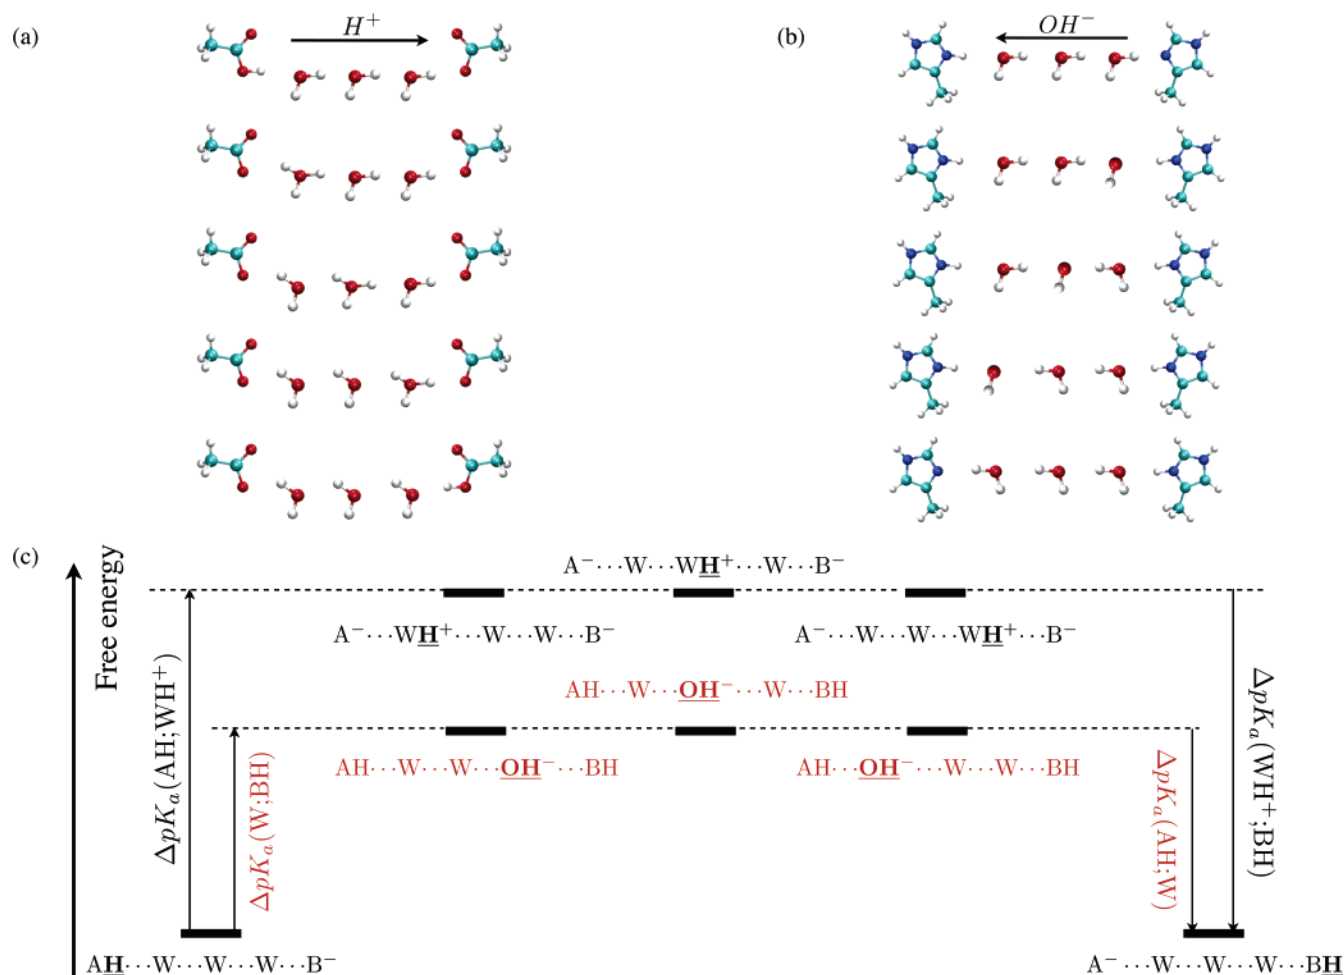 (a)
H⁺
(b)
OH⁻
(c)
Free energy
A⁻···W···WH⁺···W···B⁻
A⁻···WH⁺···W···W···B⁻
A⁻···W···W···WH⁺···B⁻
AH···W···OH⁻···W···BH
AH···W···W···OH⁻···BH
AH···OH⁻···W···W···BH
ΔpKₐ(AH;WH⁺)
ΔpKₐ(W;BH)
ΔpKₐ(AH;W)
ΔpKₐ(WH⁺;BH)
AH···W···W···W···B⁻
A⁻···W···W···W···BH